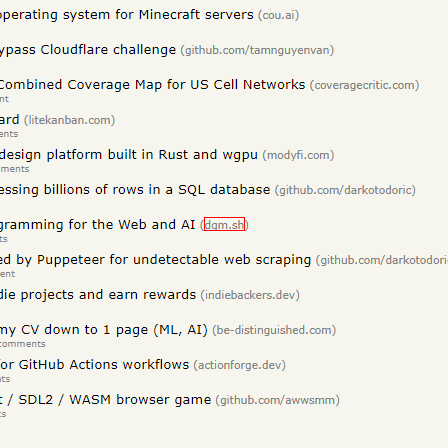 operating system for Minecraft servers (cou.ai)
ypass Cloudflare challenge (github.com/tamnguyenvan)
Combined Coverage Map for US Cell Networks (coveragecritic.com)
nt
ard (litekanban.com)
ents
design platform built in Rust and wgpu (modyfi.com)
ments
essing billions of rows in a SQL database (github.com/darkotodoric)
gramming for the Web and AI (dgm.sh)
ts
ed by Puppeteer for undetectable web scraping (github.com/darkotodori
ent
die projects and earn rewards (indiebackers.dev)
my CV down to 1 page (ML, AI) (be-distinguished.com)
comments
for GitHub Actions workflows (actionforge.dev)
nts
t / SDL2 / WASM browser game (github.com/awwsmm)
ts